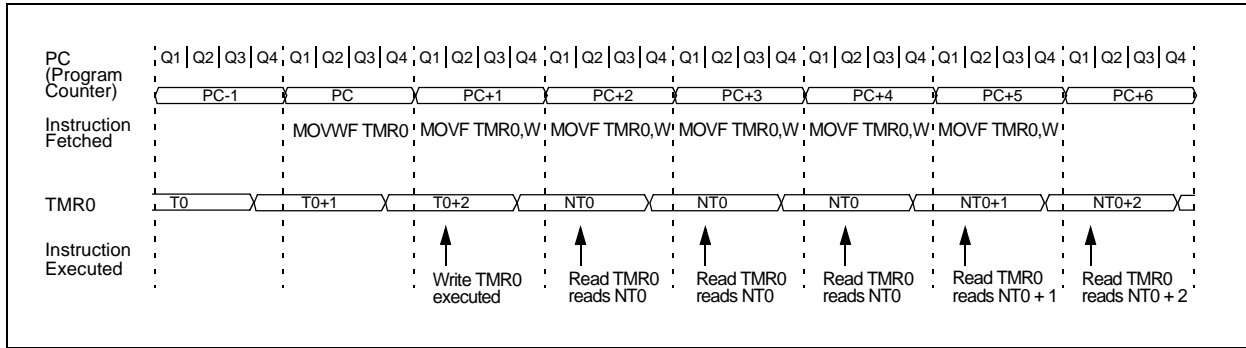 PC
(Program
Counter)
Q1 Q2 Q3 Q4 Q1 Q2 Q3 Q4 Q1 Q2 Q3 Q4 Q1 Q2 Q3 Q4 Q1 Q2 Q3 Q4 Q1 Q2 Q3 Q4 Q1 Q2 Q3 Q4 Q1 Q2 Q3 Q4
PC-1 PC PC+1 PC+2 PC+3 PC+4 PC+5 PC+6
Instruction
Fetched
MOVWF TMR0 MOVF TMR0,W MOVF TMR0,W MOVF TMR0,W MOVF TMR0,W MOVF TMR0,W
TMR0
T0 T0+1 T0+2 NT0 NT0 NT0 NT0+1 NT0+2
Instruction
Executed
Write TMR0
executed
Read TMR0
reads NT0
Read TMR0
reads NT0
Read TMR0
reads NT0
Read TMR0
reads NT0 + 1
Read TMR0
reads NT0 + 2